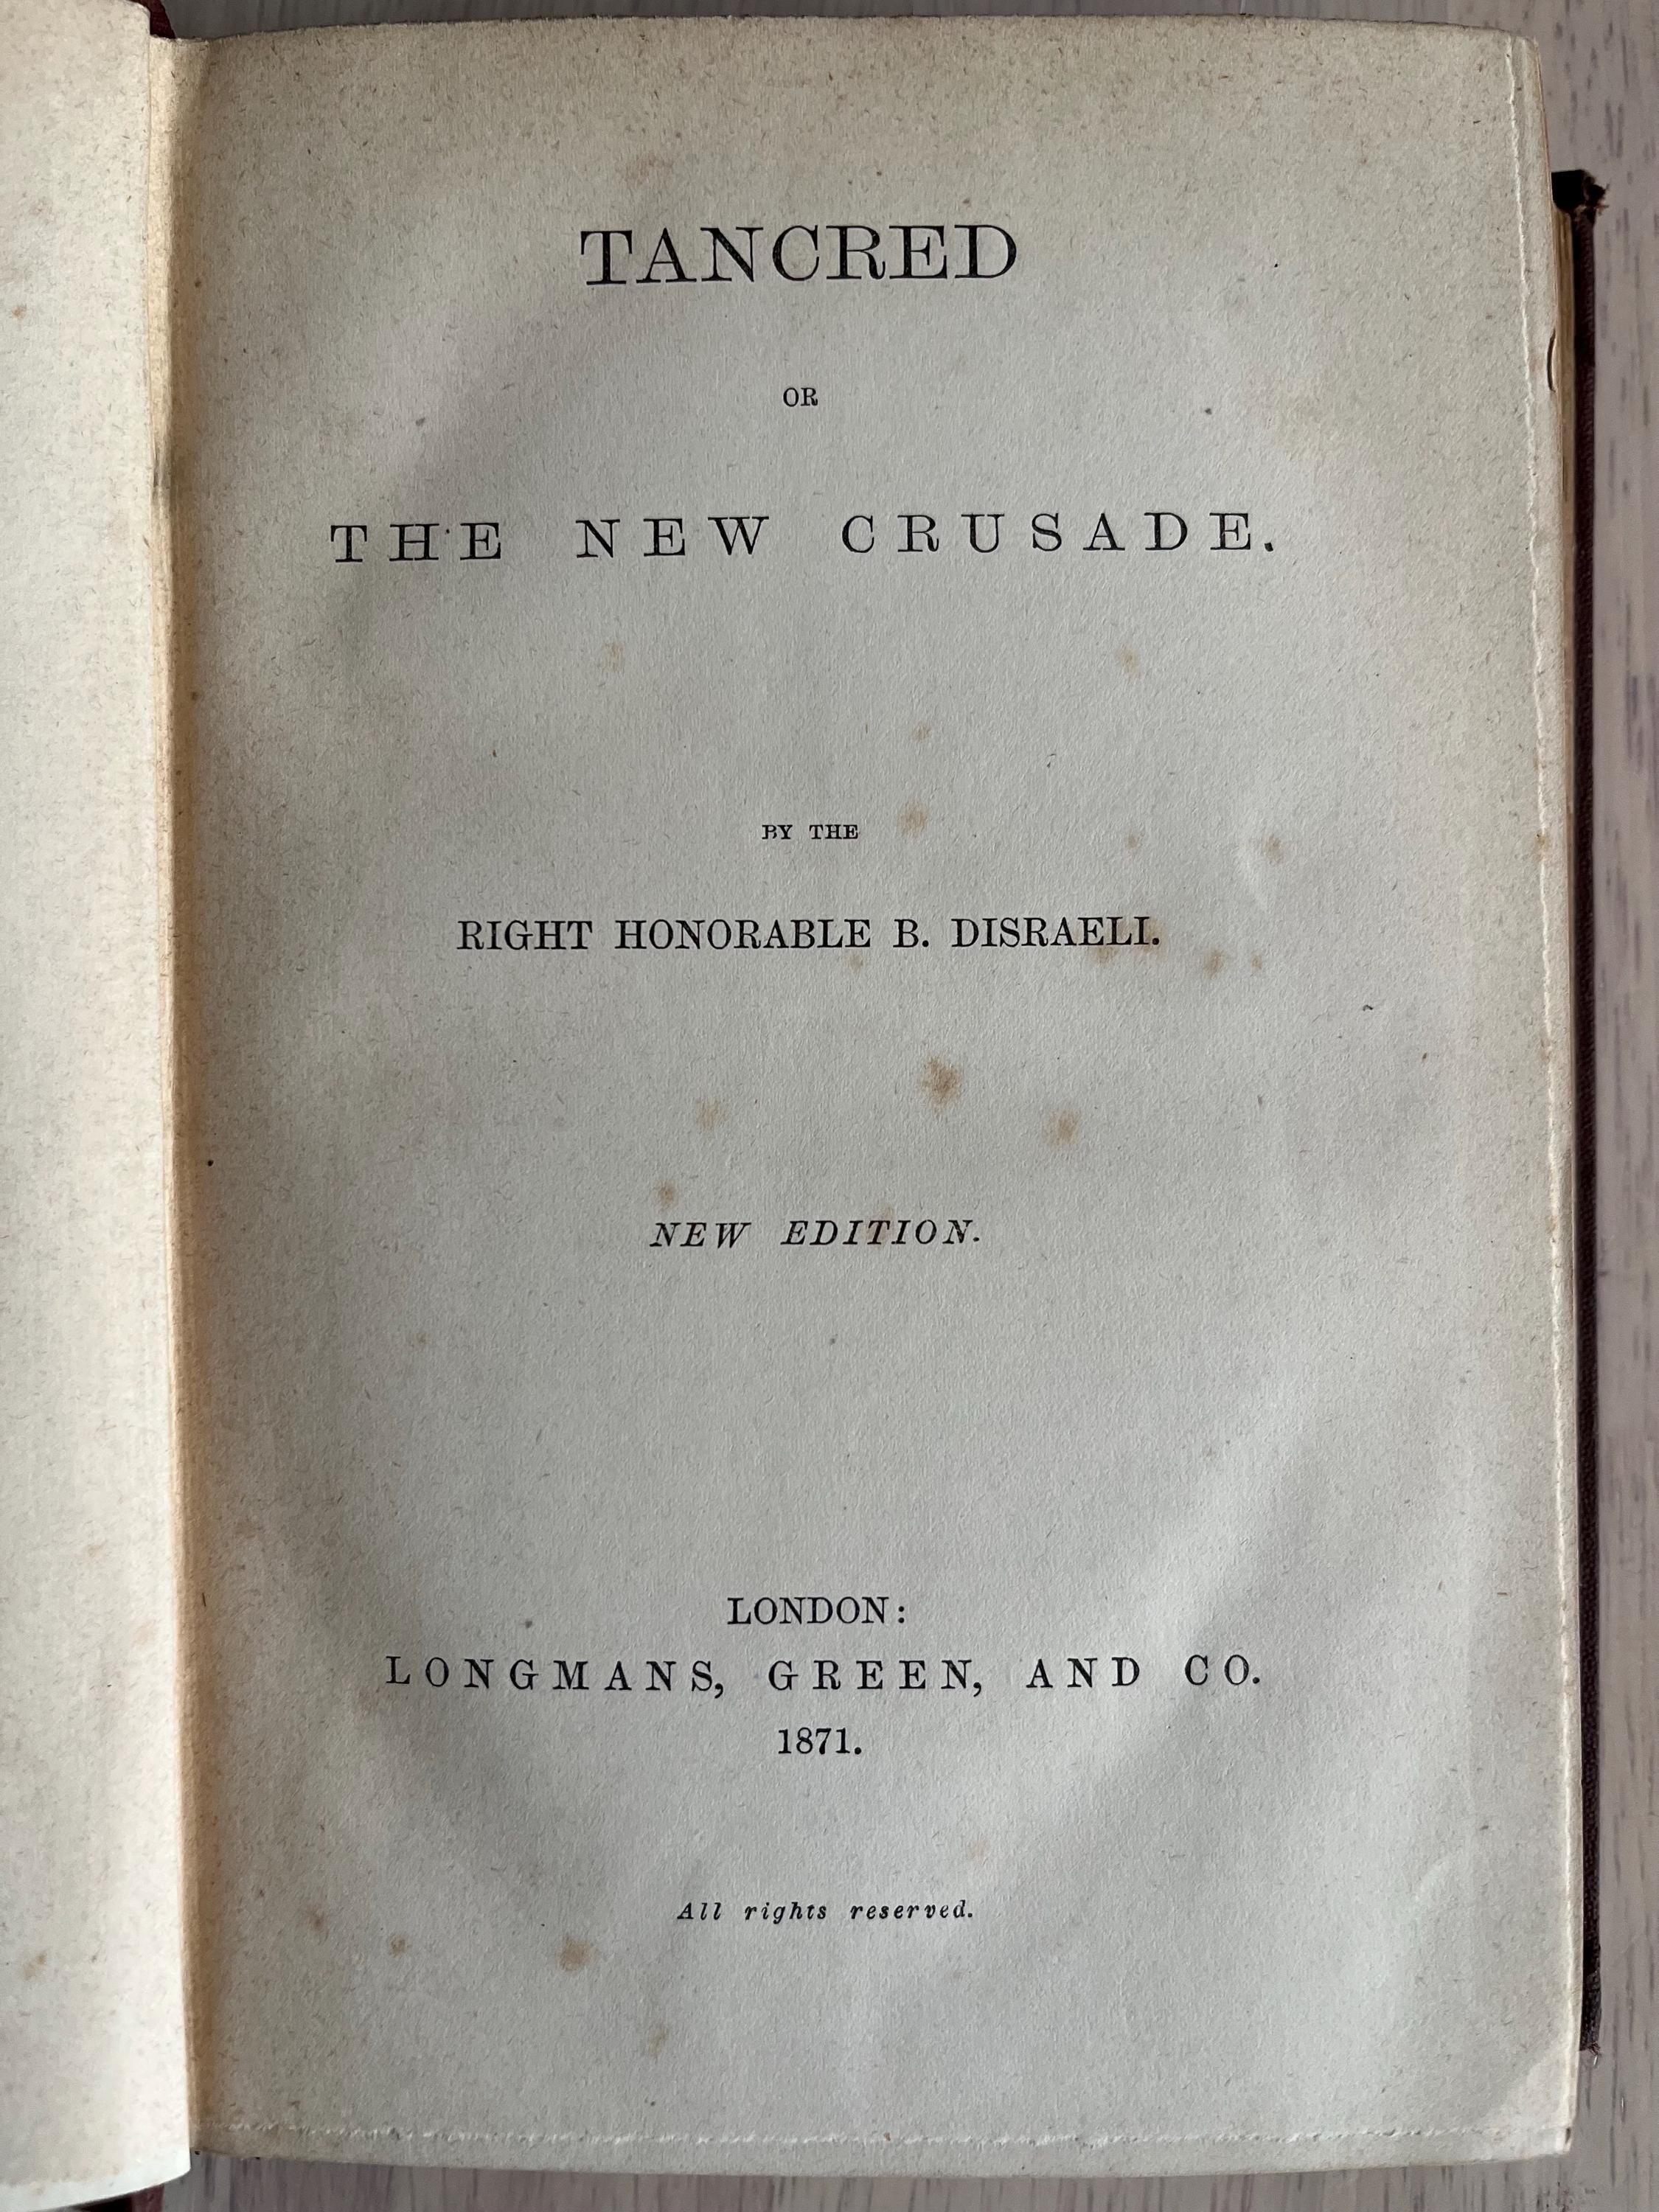 TANCRED
OR
THE NEW CRUSADE.
BY THE
RIGHT HONORABLE B. DISRAELI.
NEW EDITION.
LONDON:
LONGMANS, GREEN, AND CO.
1871.
All rights reserved.